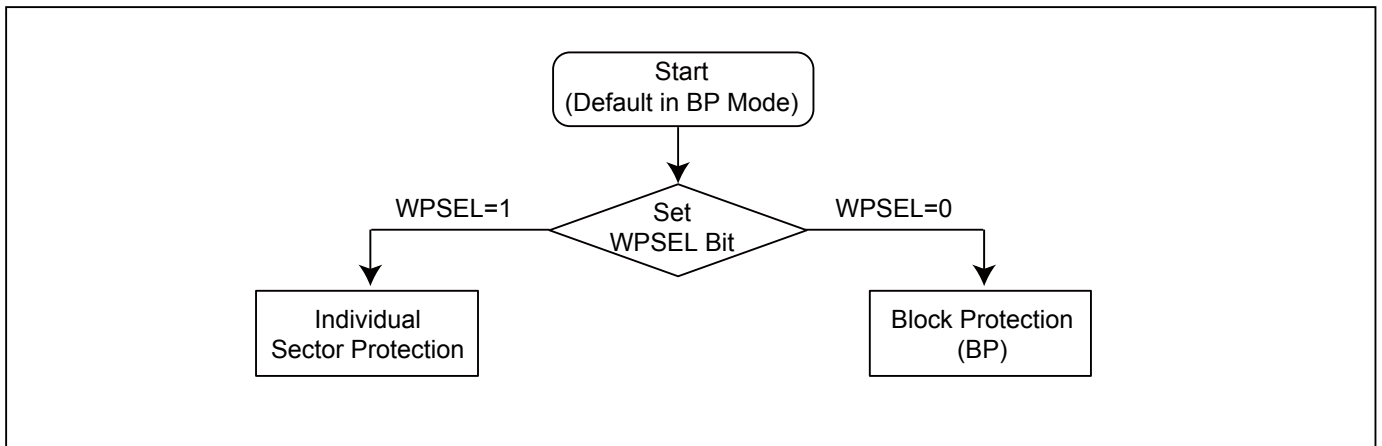 Start
(Default in BP Mode)
WPSEL=1
Set
WPSEL Bit
WPSEL=0
Individual
Sector Protection
Block Protection
(BP)